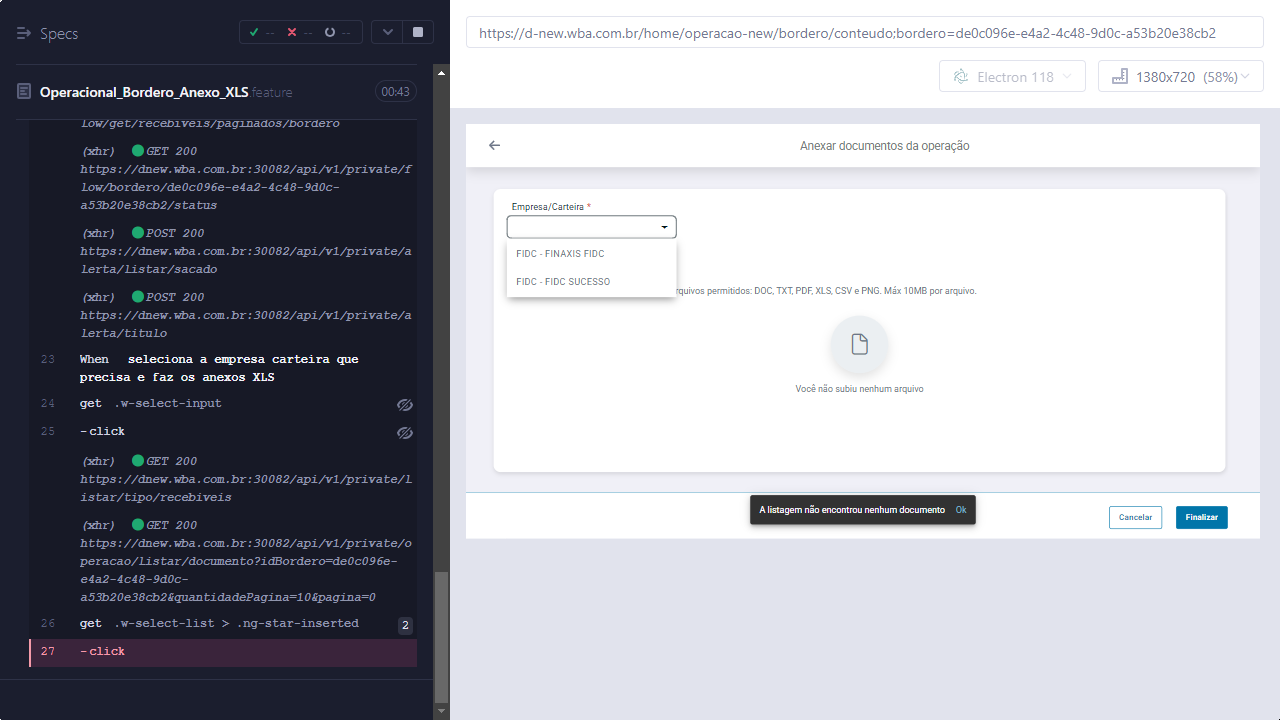 Specs
-- -- --
Operacional_Bordero_Anexo_XLS feature
00:43
low/get/recebiveis/paginados/bordero
(xhr) GET 200
https://dnew.wba.com.br:30082/api/v1/private/f
low/bordero/de0c096e-e4a2-4c48-9d0c-
a53b20e38cb2/status
(xhr) POST 200
https://dnew.wba.com.br:30082/api/v1/private/a
lerta/listar/sacado
(xhr) POST 200
https://dnew.wba.com.br:30082/api/v1/private/a
lerta/titulo
23 When seleciona a empresa carteira que
precisa e faz os anexos XLS
24 get .w-select-input
25 -click
(xhr) GET 200
https://dnew.wba.com.br:30082/api/v1/private/l
istar/tipo/recebiveis
(xhr) GET 200
https://dnew.wba.com.br:30082/api/v1/private/o
peracao/listar/documento?idBordero=de0c096e-
e4a2-4c48-9d0c-
a53b20e38cb2&quantidadePagina=10&pagina=0
26 get .w-select-list > .ng-star-inserted 2
27 -click
https://d-new.wba.com.br/home/operacao-new/bordero/conteudo;bordero=de0c096e-e4a2-4c48-9d0c-a53b20e38cb2
Electron 118
1380x720 (58%)
Anexar documentos da operação
Empresa/Carteira *
FIDC - FINAXIS FIDC
FIDC - FIDC SUCESSO
rquivos permitidos: DOC, TXT, PDF, XLS, CSV e PNG. Máx 10MB por arquivo.
Você não subiu nenhum arquivo
A listagem não encontrou nenhum documento Ok
Cancelar
Finalizar